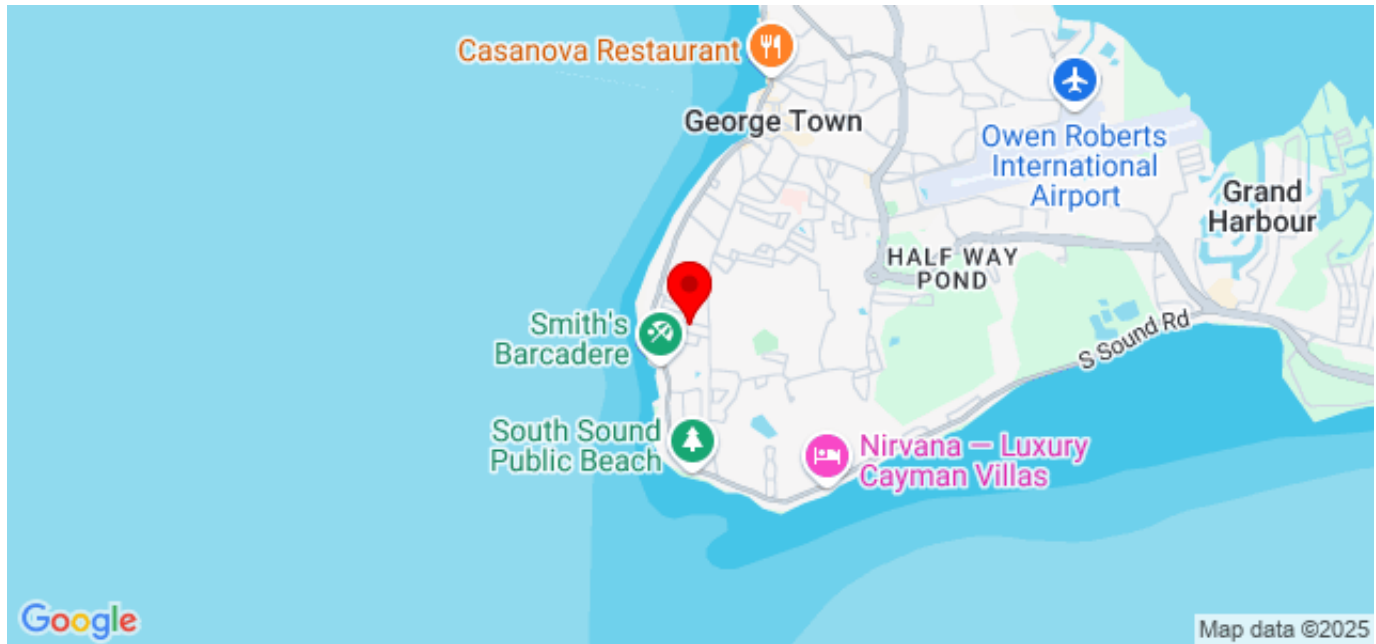 Casanova Restaurant
George Town
Owen Roberts
International
Airport
Grand
Harbour
HALF WAY
POND
Smith's
Barcadere
S Sound Rd
South Sound
Public Beach
Nirvana — Luxury
Cayman Villas
Google
Map data ©2025